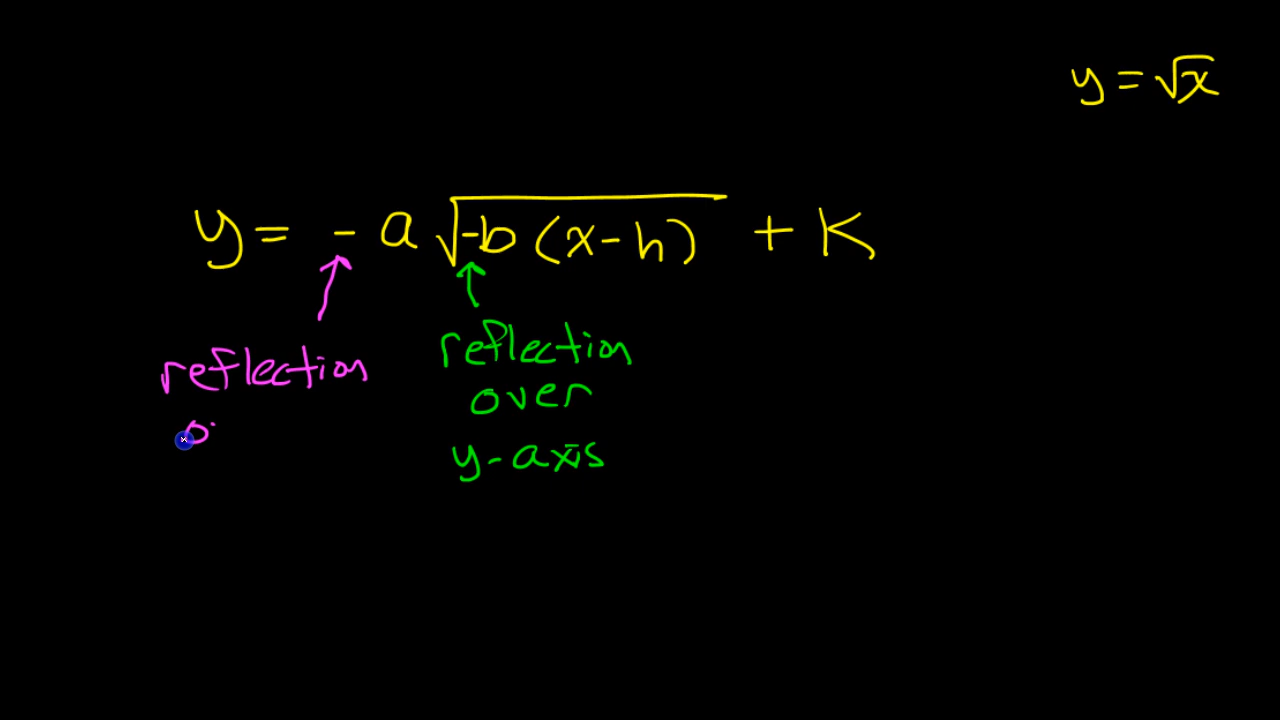 y = √x
y = - a √-b (x-h) + K
reflection
o
reflection
over
y-axis